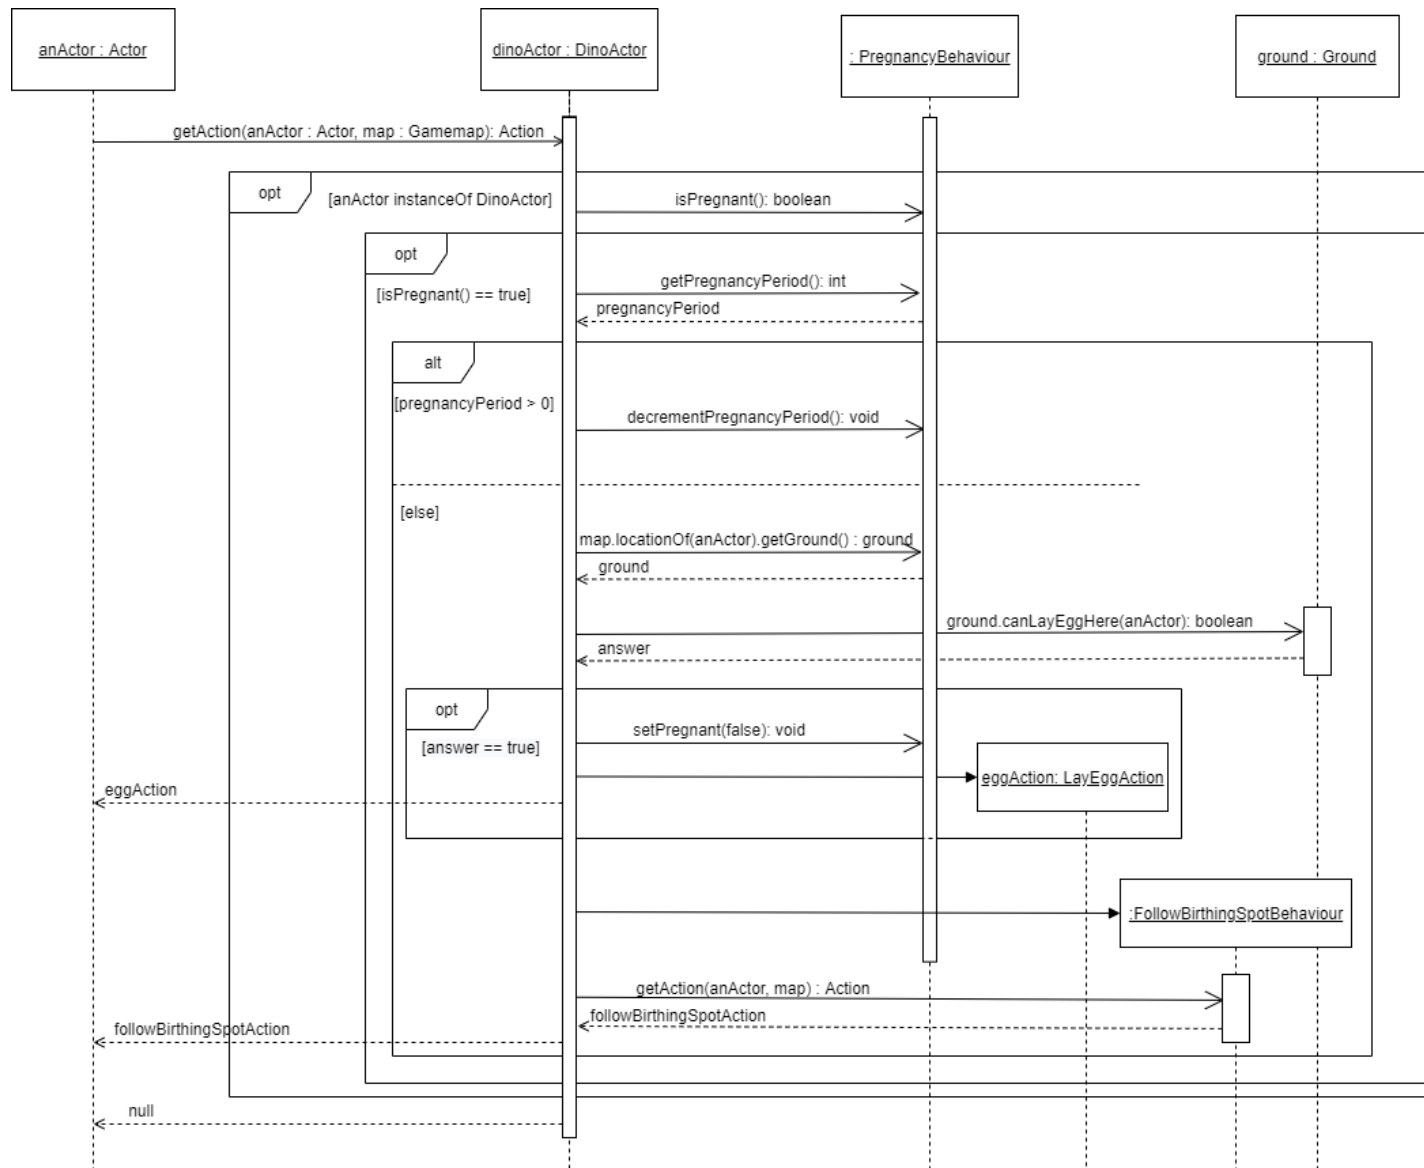 anActor : Actor
dinoActor : DinoActor
: PregnancyBehaviour
ground : Ground
getAction(anActor : Actor, map : Gamemap): Action
opt
[anActor instanceOf DinoActor]
isPregnant(): boolean
opt
[isPregnant() == true]
getPregnancyPeriod(): int
pregnancyPeriod
alt
[pregnancyPeriod > 0]
decrementPregnancyPeriod(): void
[else]
map.locationOf(anActor).getGround() : ground
ground
ground.canLayEggHere(anActor): boolean
answer
opt
[answer == true]
setPregnant(false): void
eggAction: LayEggAction
eggAction
:FollowBirthingSpotBehaviour
getAction(anActor, map) : Action
followBirthingSpotAction
followBirthingSpotAction
null